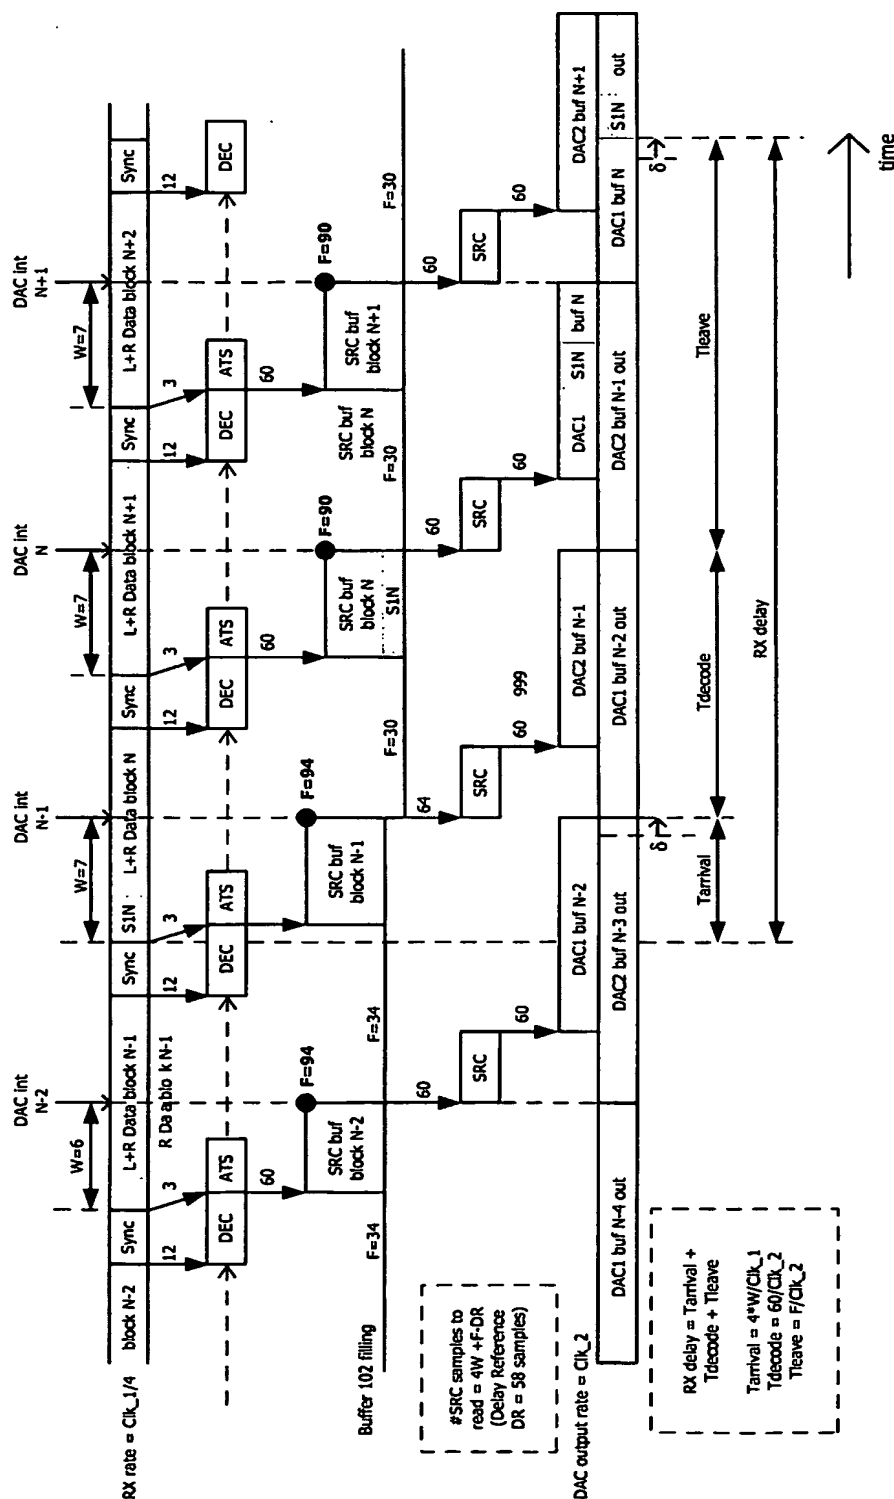 DAC int
N-2
DAC int
N-1
DAC int
N
DAC int
N+1
W=6
W=7
W=7
W=7
RX rate = Clk_1/4
block N-2
Sync
L+R Data block N-1
Sync
S1N
L+R Data block N
Sync
L+R Data block N+1
Sync
L+R Data block N+2
Sync
R Da a blo k N-1
12
3
12
3
12
3
12
3
12
DEC
ATS
DEC
ATS
DEC
ATS
DEC
ATS
DEC
60
60
60
F=94
F=94
F=90
F=90
SRC buf
block N-2
SRC buf
block N-1
SRC buf
block N
S1N
SRC buf
block N
SRC buf
block N+1
Buffer 102 filling
F=34
F=34
F=30
F=30
F=30
60
64
60
60
#SRC samples to
read = 4W +F-DR
(Delay Reference
DR = 58 samples)
SRC
SRC
SRC
SRC
60
60
999
60
60
DAC output rate = Clk_2
DAC1 buf N-2
DAC2 buf N-1
DAC1
S1N
buf N
DAC2 buf N+1
DAC1 buf N-4 out
DAC2 buf N-3 out
DAC1 buf N-2 out
DAC2 buf N-1 out
DAC1 buf N
S1N
out
δ
δ
Tarrival
Tdecode
Tleave
RX delay
RX delay = Tarrival +
Tdecode + Tleave
Tarrival = 4*W/Clk_1
Tdecode = 60/Clk_2
Tleave = F/Clk_2
time